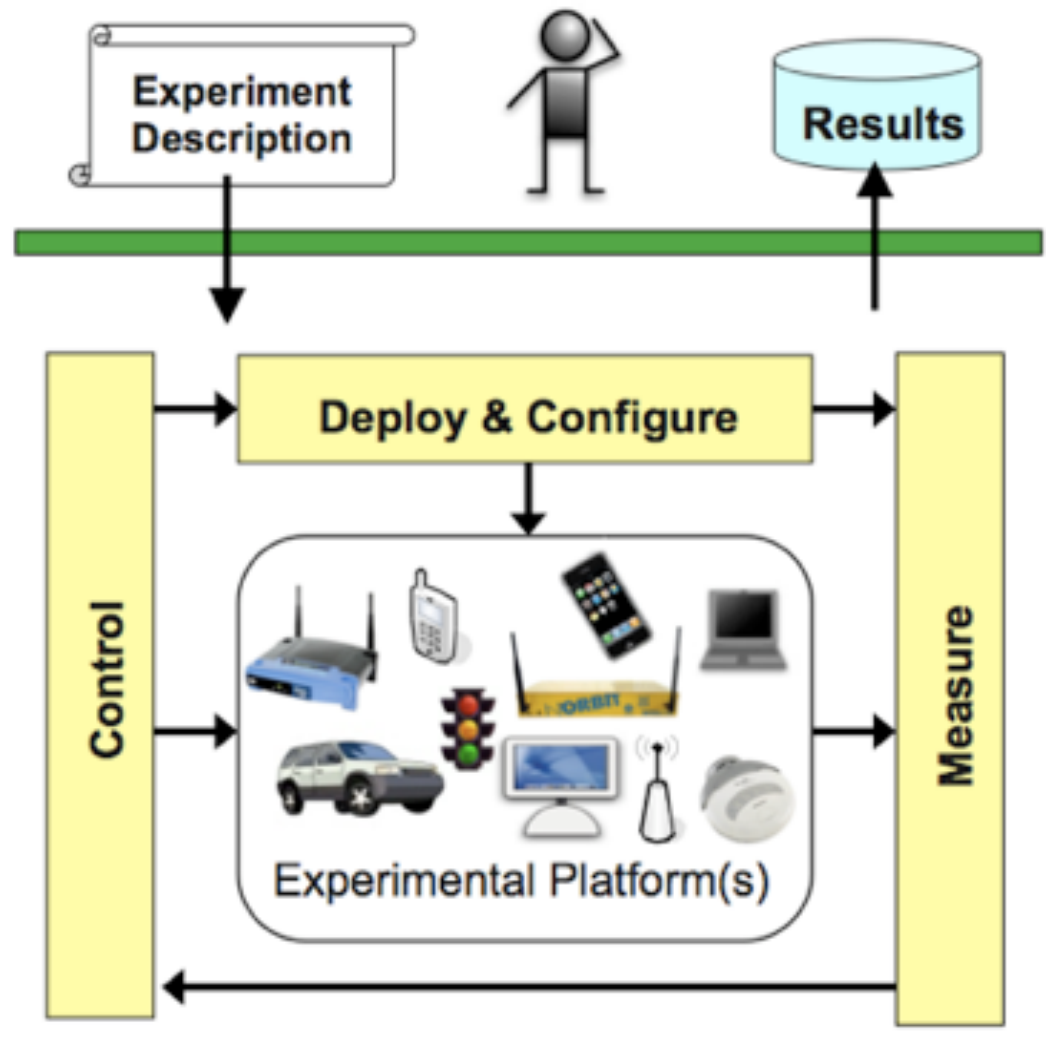 Experiment
Description
Results
Deploy & Configure
Control
ORBIT
Measure
Experimental Platform(s)